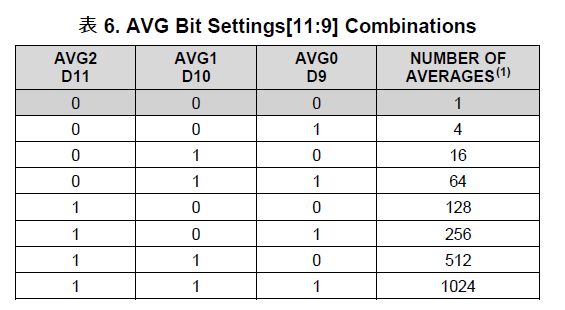 表 6. AVG Bit Settings[11:9] Combinations
AVG2 D11 AVG1 D10 AVG0 D9 NUMBER OF AVERAGES(1)
0 0 0 1
0 0 1 4
0 1 0 16
0 1 1 64
1 0 0 128
1 0 1 256
1 1 0 512
1 1 1 1024